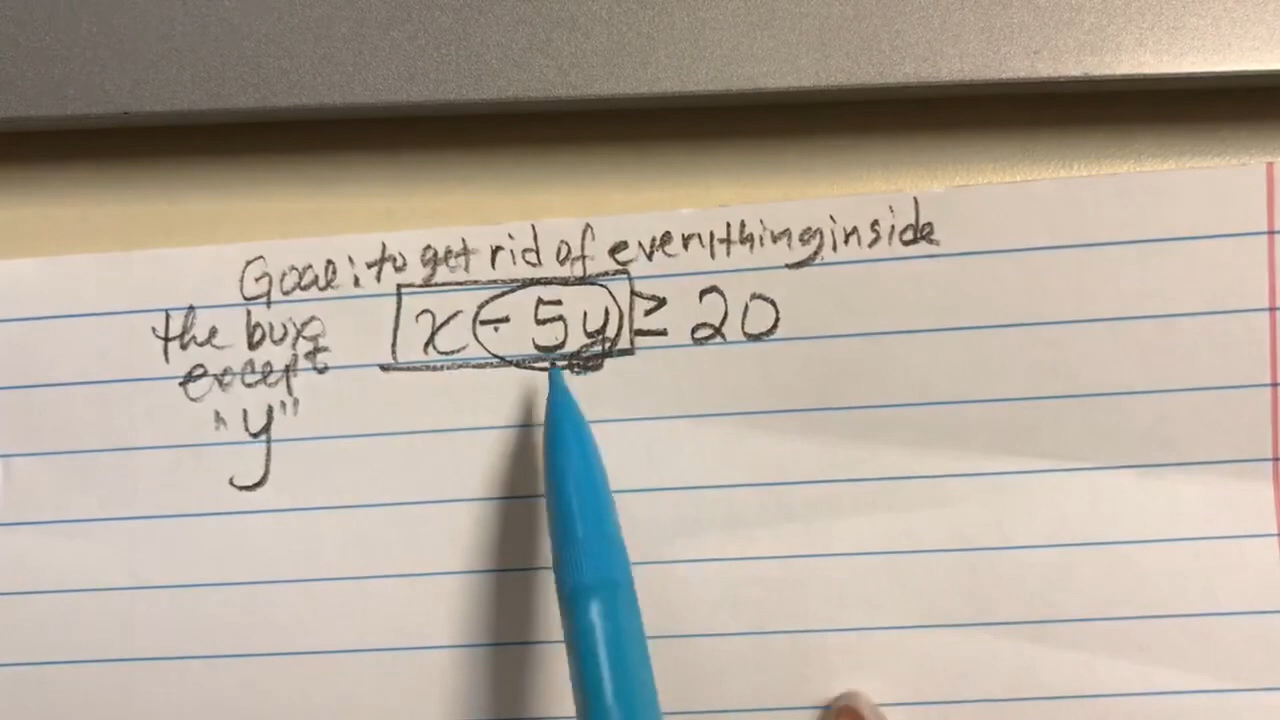 Goal: to get rid of everything inside
the box x - 5y ≥ 20
except
"y"